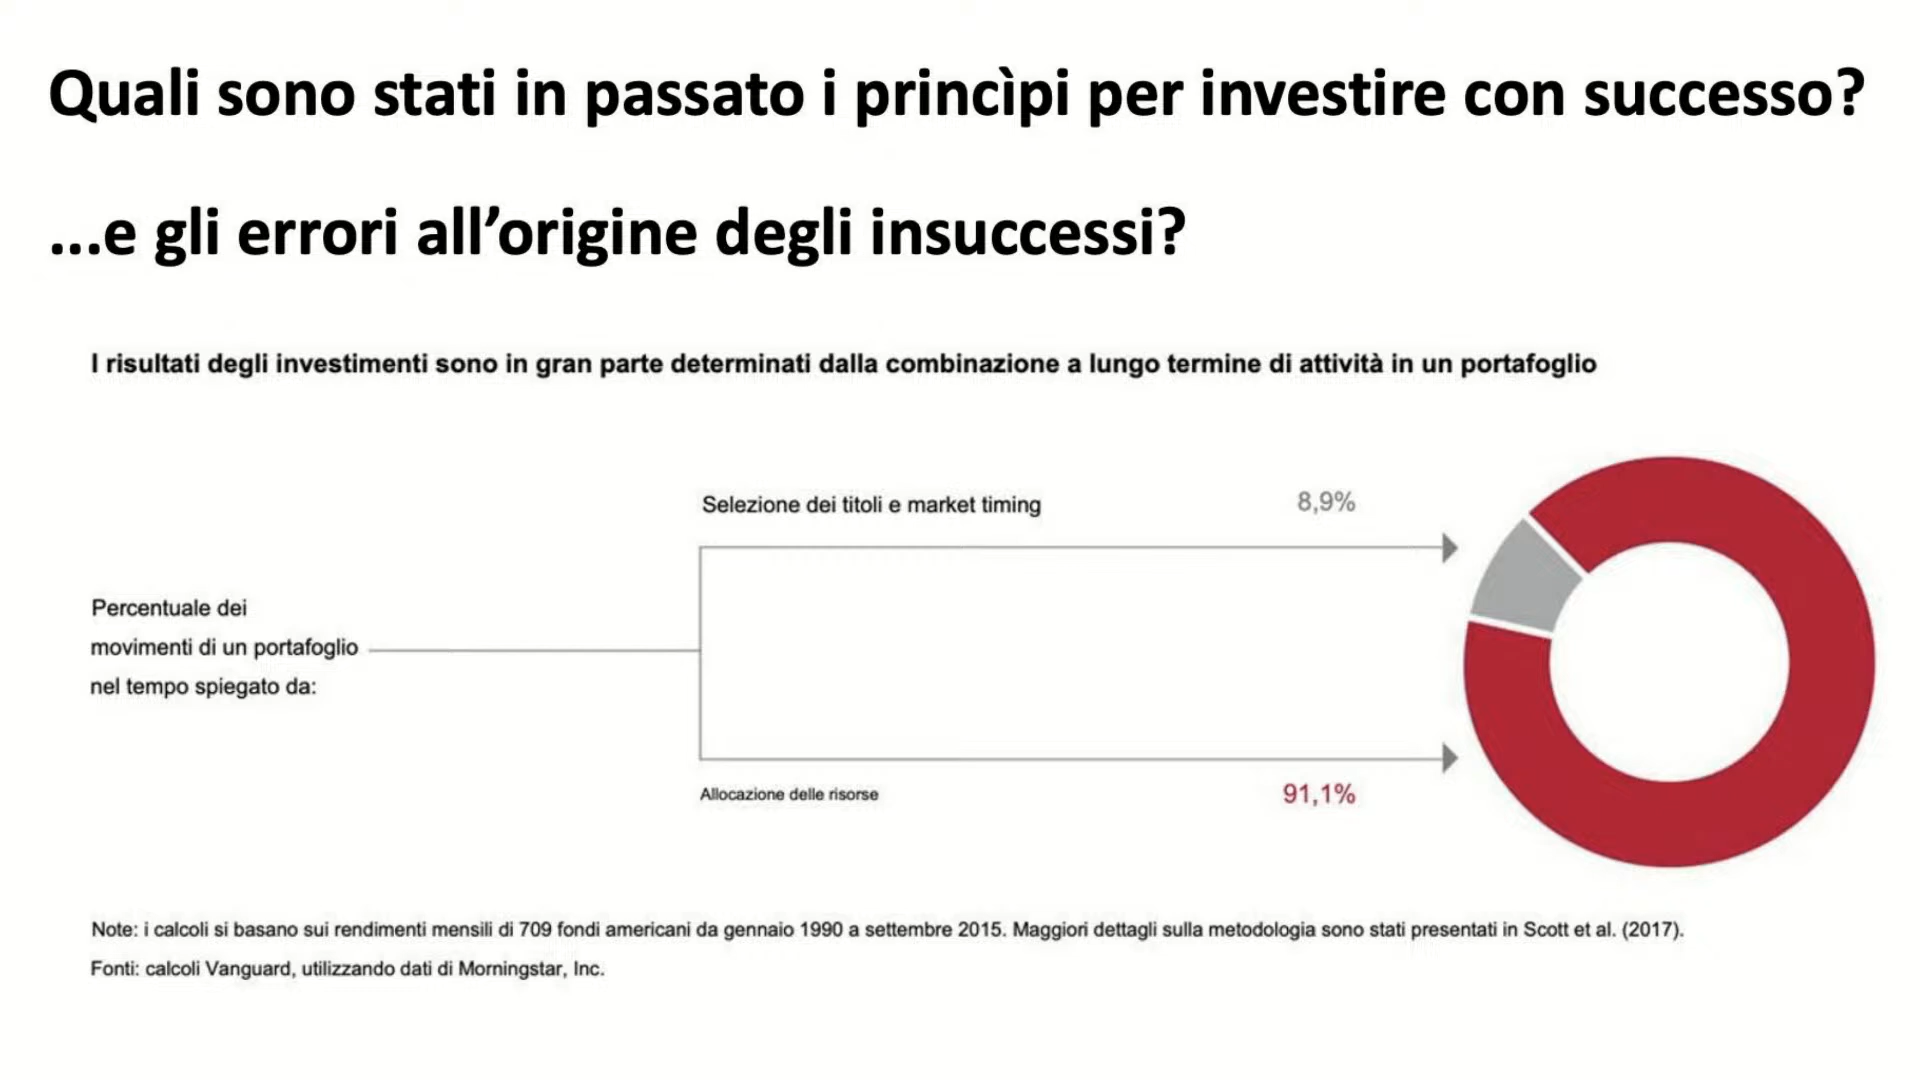 Quali sono stati in passato i princìpi per investire con successo?
...e gli errori all’origine degli insuccessi?
I risultati degli investimenti sono in gran parte determinati dalla combinazione a lungo termine di attività in un portafoglio
Selezione dei titoli e market timing 8,9%
Percentuale dei
movimenti di un portafoglio
nel tempo spiegato da:
Allocazione delle risorse 91,1%
Note: i calcoli si basano sui rendimenti mensili di 709 fondi americani da gennaio 1990 a settembre 2015. Maggiori dettagli sulla metodologia sono stati presentati in Scott et al. (2017).
Fonti: calcoli Vanguard, utilizzando dati di Morningstar, Inc.